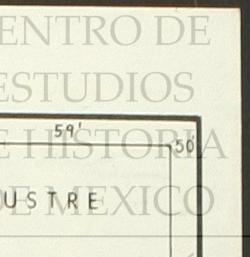 CENTRO DE
ESTUDIOS
59'
DE HISTORIA
50'
USTRE
DE MEXICO